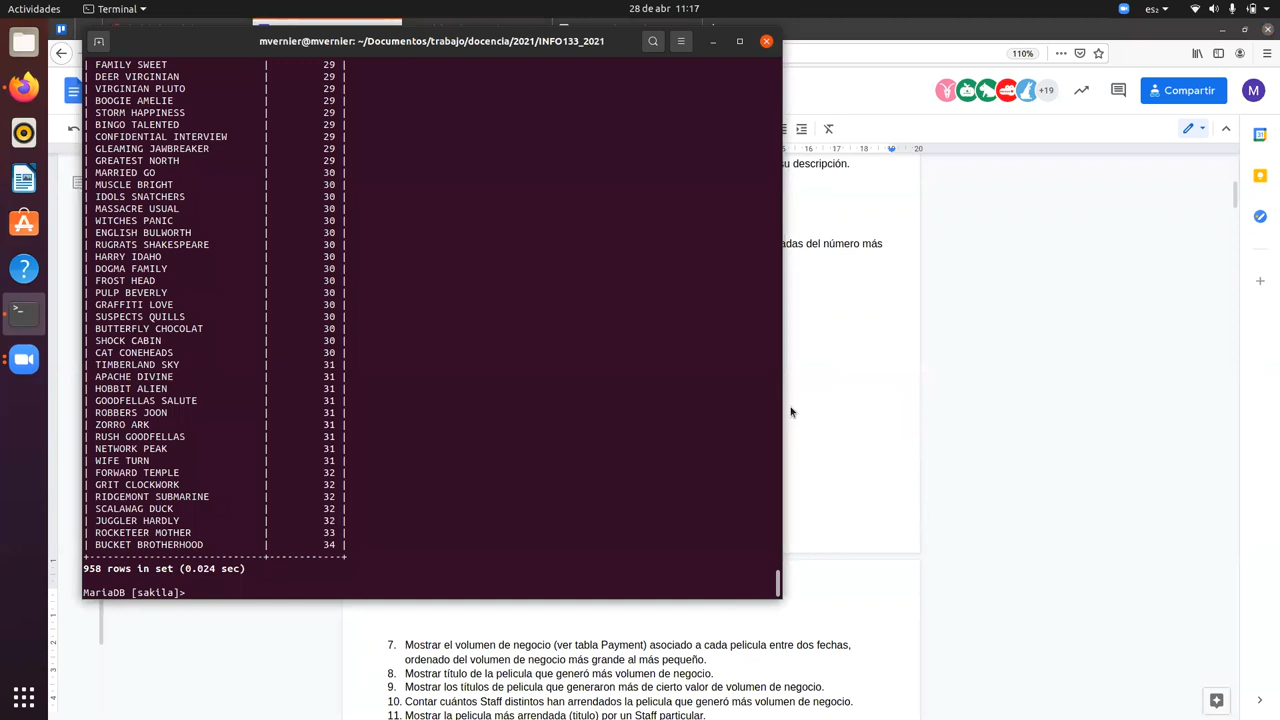 Actividades
Terminal
28 de abr 11:17
es₂
mvernier@mvernier: ~/Documentos/trabajo/docencia/2021/INFO133_2021
110%
+19
Compartir
M
16 17 18 19 20
| FAMILY SWEET | 29 |
| DEER VIRGINIAN | 29 |
| VIRGINIAN PLUTO | 29 |
| BOOGIE AMELIE | 29 |
| STORM HAPPINESS | 29 |
| BINGO TALENTED | 29 |
| CONFIDENTIAL INTERVIEW | 29 |
| GLEAMING JAWBREAKER | 29 |
| GREATEST NORTH | 29 |
| MARRIED GO | 30 |
| MUSCLE BRIGHT | 30 |
| IDOLS SNATCHERS | 30 |
| MASSACRE USUAL | 30 |
| WITCHES PANIC | 30 |
| ENGLISH BULWORTH | 30 |
| RUGRATS SHAKESPEARE | 30 |
| HARRY IDAHO | 30 |
| DOGMA FAMILY | 30 |
| FROST HEAD | 30 |
| PULP BEVERLY | 30 |
| GRAFFITI LOVE | 30 |
| SUSPECTS QUILLS | 30 |
| BUTTERFLY CHOCOLAT | 30 |
| SHOCK CABIN | 30 |
| CAT CONEHEADS | 30 |
| TIMBERLAND SKY | 31 |
| APACHE DIVINE | 31 |
| HOBBIT ALIEN | 31 |
| GOODFELLAS SALUTE | 31 |
| ROBBERS JOON | 31 |
| ZORRO ARK | 31 |
| RUSH GOODFELLAS | 31 |
| NETWORK PEAK | 31 |
| WIFE TURN | 31 |
| FORWARD TEMPLE | 32 |
| GRIT CLOCKWORK | 32 |
| RIDGEMONT SUBMARINE | 32 |
| SCALAWAG DUCK | 32 |
| JUGGLER HARDLY | 32 |
| ROCKETEER MOTHER | 33 |
| BUCKET BROTHERHOOD | 34 |
+----------------------------+------------+
958 rows in set (0.024 sec)
MariaDB [sakila]>
su descripción.
adas del número más
7. Mostrar el volumen de negocio (ver tabla Payment) asociado a cada pelicula entre dos fechas,
ordenado del volumen de negocio más grande al más pequeño.
8. Mostrar título de la pelicula que generó más volumen de negocio.
9. Mostrar los títulos de pelicula que generaron más de cierto valor de volumen de negocio.
10. Contar cuántos Staff distintos han arrendados la pelicula que generó más volumen de negocio.
11. Mostrar la pelicula más arrendada (titulo) por un Staff particular.